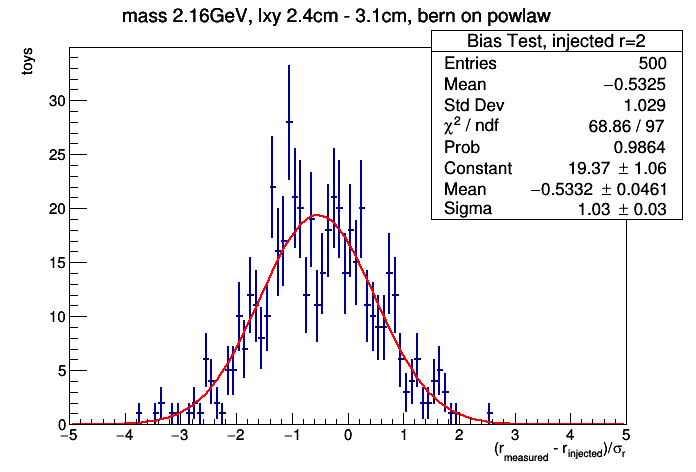 mass 2.16GeV, lxy 2.4cm - 3.1cm, bern on powlaw
Bias Test, injected r=2
Entries 500
Mean −0.5325
Std Dev 1.029
χ² / ndf 68.86 / 97
Prob 0.9864
Constant 19.37 ± 1.06
Mean −0.5332 ± 0.0461
Sigma 1.03 ± 0.03
toys
30
25
20
15
10
5
0
−5 −4 −3 −2 −1 0 1 2 3 4 5
(r_measured - r_injected)/σ_r